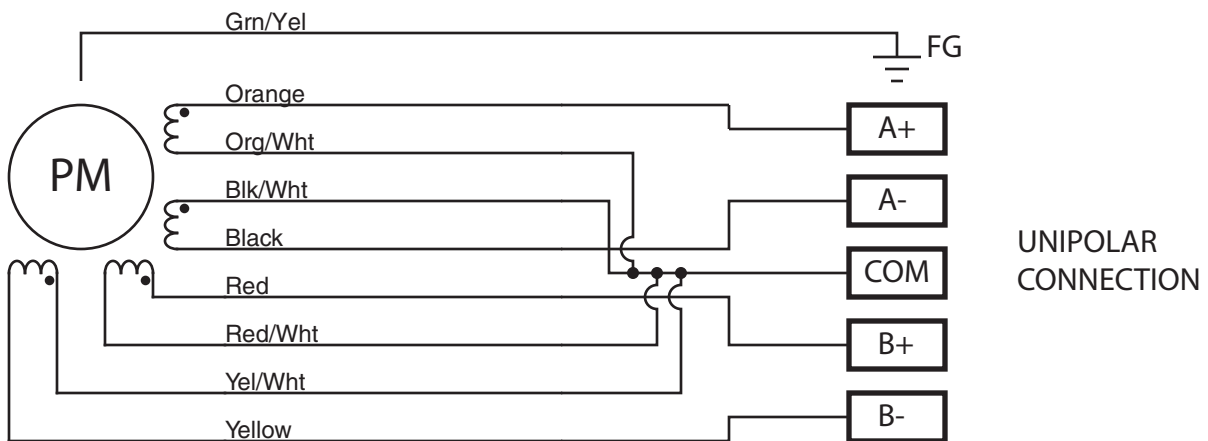 Grn/Yel
FG
Orange
A+
Org/Wht
PM
Blk/Wht
A-
Black
UNIPOLAR
CONNECTION
COM
Red
Red/Wht
B+
Yel/Wht
B-
Yellow